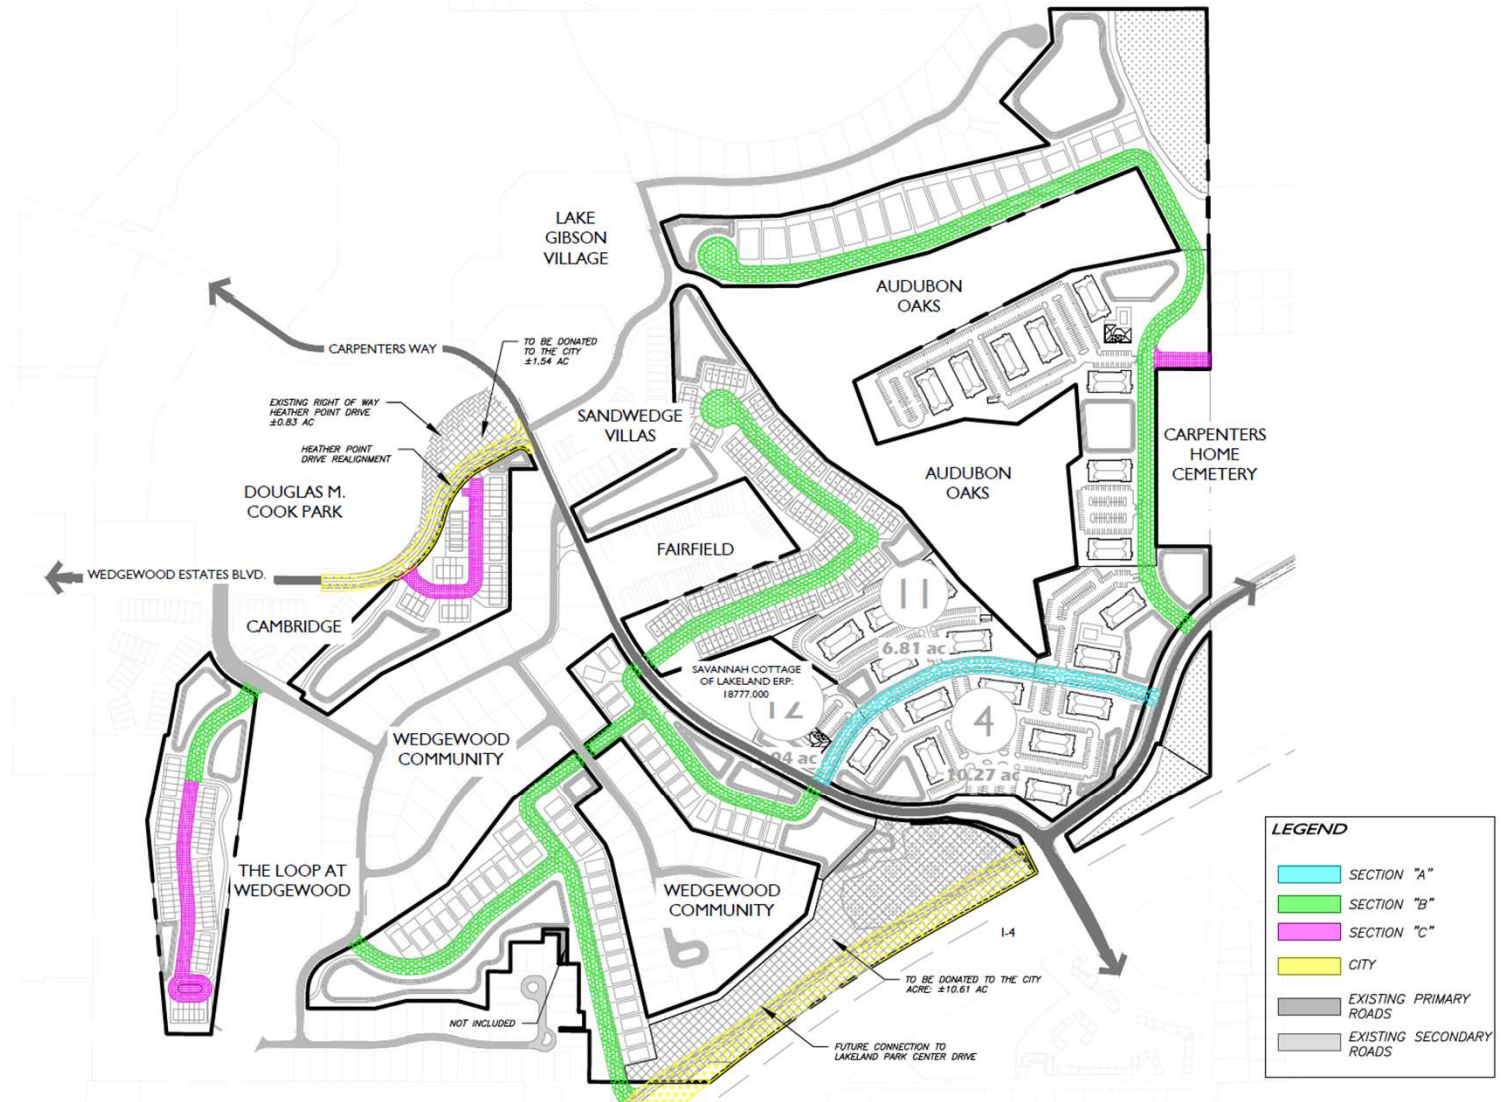 LAKE
GIBSON
VILLAGE
AUDUBON
OAKS
CARPENTERS WAY
TO BE DONATED
TO THE CITY
±1.54 AC
EXISTING RIGHT OF WAY
HEATHER POINT DRIVE
±0.83 AC
HEATHER POINT
DRIVE REALIGNMENT
SANDWEDGE
VILLAS
CARPENTERS
HOME
CEMETERY
AUDUBON
OAKS
DOUGLAS M.
COOK PARK
FAIRFIELD
WEDGEWOOD ESTATES BLVD.
11
6.81 ac
CAMBRIDGE
SAVANNAH COTTAGE
OF LAKELAND ERP:
18777.000
12
94 ac
4
10.27 ac
WEDGEWOOD
COMMUNITY
THE LOOP AT
WEDGEWOOD
WEDGEWOOD
COMMUNITY
I-4
TO BE DONATED TO THE CITY
ACRE: ±10.61 AC
NOT INCLUDED
FUTURE CONNECTION TO
LAKELAND PARK CENTER DRIVE
LEGEND
SECTION "A"
SECTION "B"
SECTION "C"
CITY
EXISTING PRIMARY
ROADS
EXISTING SECONDARY
ROADS